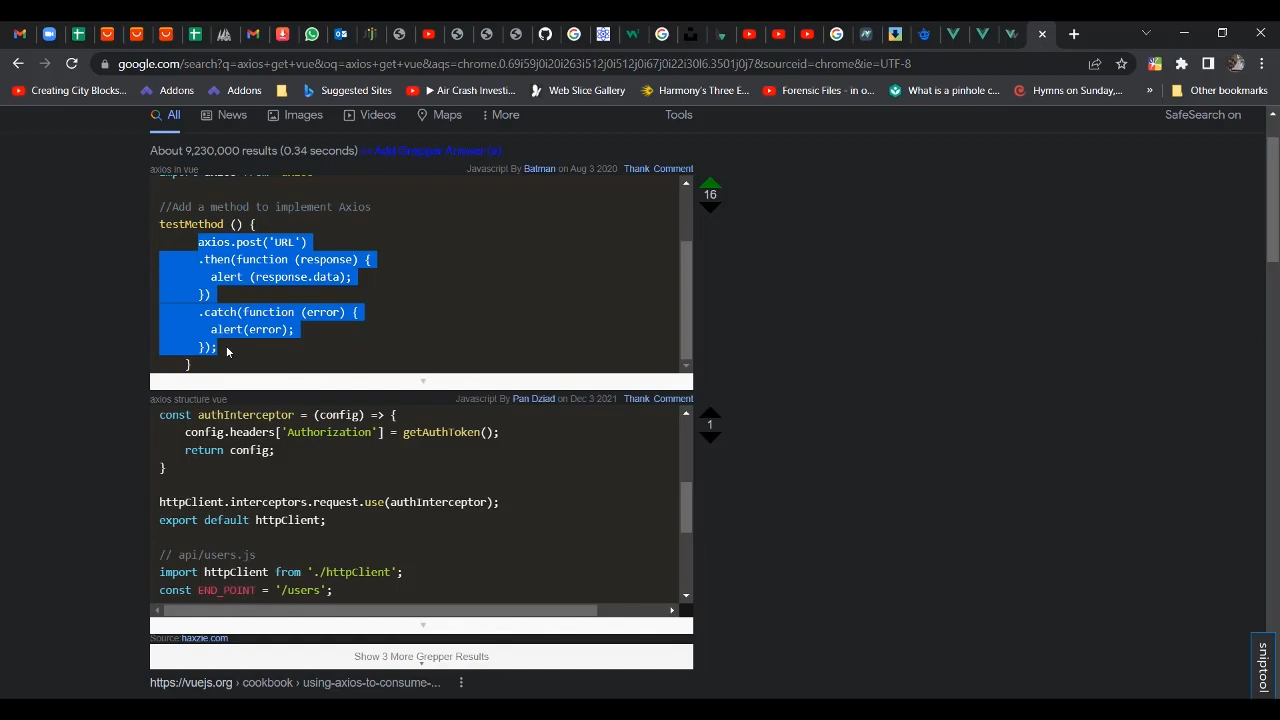 google.com/search?q=axios+get+vue&oq=axios+get+vue&aqs=chrome.0.69i59j0i20i263i512j0i512j0i67j0i22i30l6.3501j0j7&sourceid=chrome&ie=UTF-8
Creating City Blocks...
Addons
Addons
Suggested Sites
Air Crash Investi...
Web Slice Gallery
Harmony's Three E...
Forensic Files - in o...
What is a pinhole c...
Hymns on Sunday,...
»
Other bookmarks
All
News
Images
Videos
Maps
More
Tools
SafeSearch on
About 9,230,000 results (0.34 seconds)
Add Grepper Answer (a)
axios in vue
Javascript By Batman on Aug 3 2020 Thank Comment
//Add a method to implement Axios
testMethod () {
axios.post('URL')
.then(function (response) {
alert (response.data);
})
.catch(function (error) {
alert(error);
});
}
16
axios structure vue
Javascript By Pan Dziad on Dec 3 2021 Thank Comment
const authInterceptor = (config) => {
config.headers['Authorization'] = getAuthToken();
return config;
}
httpClient.interceptors.request.use(authInterceptor);
export default httpClient;
// api/users.js
import httpClient from './httpClient';
const END_POINT = '/users';
1
Source:haxzie.com
Show 3 More Grepper Results
https://vuejs.org › cookbook › using-axios-to-consume-...
sniptool